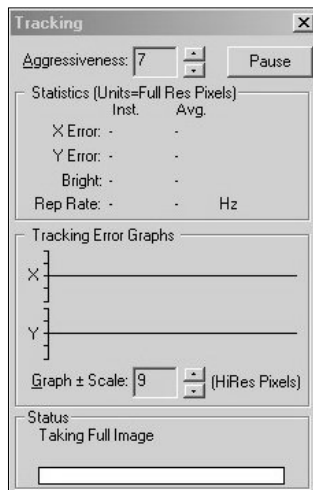 Tracking
Aggressiveness: 7 Pause
Statistics (Units=Full Res Pixels)
Inst. Avg.
X Error: - -
Y Error: - -
Bright: - -
Rep Rate: - - Hz
Tracking Error Graphs
X
Y
Graph ± Scale: 9 (HiRes Pixels)
Status
Taking Full Image